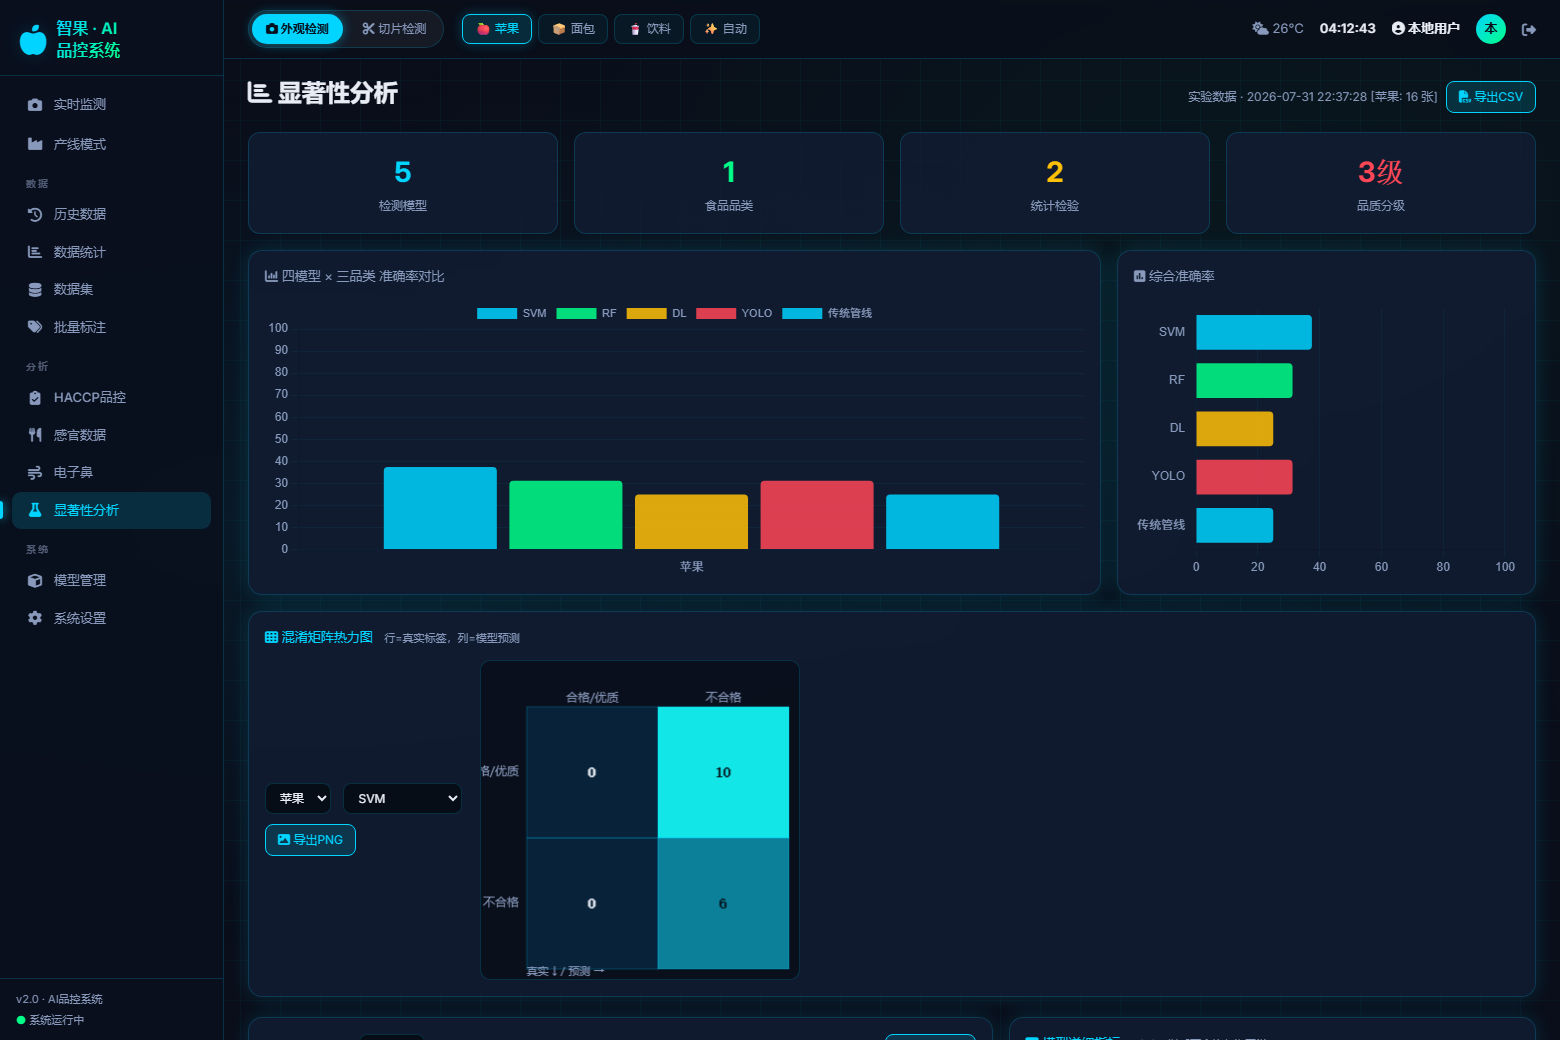 智果 · AI
品控系统
外观检测
切片检测
苹果
面包
饮料
自动
26°C
04:12:43
本地用户
本
实时监测
产线模式
数据
历史数据
数据统计
数据集
批量标注
分析
HACCP品控
感官数据
电子鼻
显著性分析
系统
模型管理
系统设置
v2.0 · AI品控系统
系统运行中
显著性分析
实验数据 · 2026-07-31 22:37:28 [苹果: 16 张]
导出CSV
5
检测模型
1
食品品类
2
统计检验
3级
品质分级
四模型 × 三品类 准确率对比
SVM
RF
DL
YOLO
传统管线
100
90
80
70
60
50
40
30
20
10
0
苹果
综合准确率
SVM
RF
DL
YOLO
传统管线
0
20
40
60
80
100
混淆矩阵热力图
行=真实标签，列=模型预测
苹果
SVM
导出PNG
合格/优质
不合格
格/优质
0
10
不合格
0
6
真实↓ / 预测 →